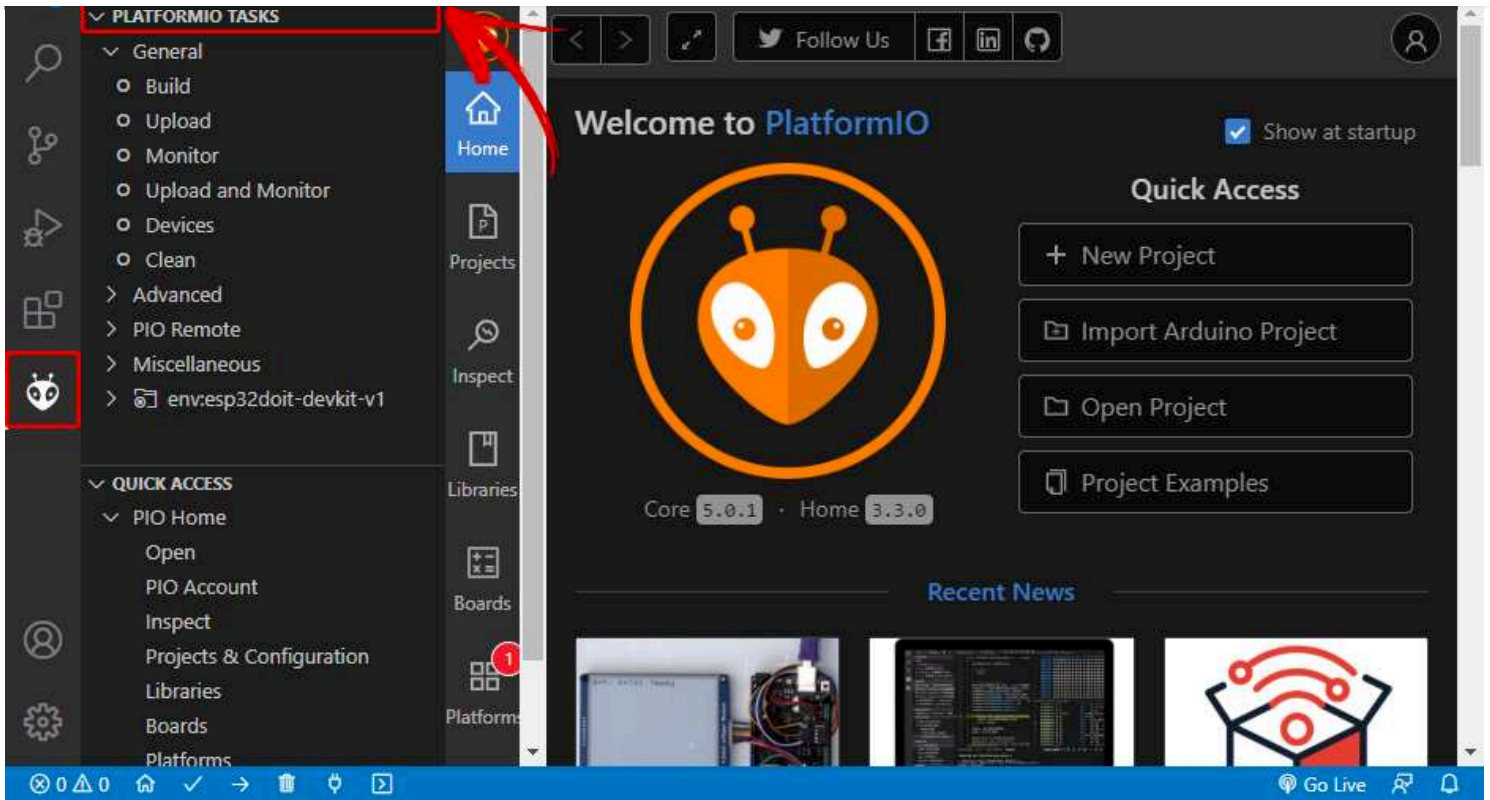 PLATFORMIO TASKS
General
Build
Upload
Monitor
Upload and Monitor
Devices
Clean
Advanced
PIO Remote
Miscellaneous
env:esp32doit-devkit-v1
QUICK ACCESS
PIO Home
Open
PIO Account
Inspect
Projects & Configuration
Libraries
Boards
Platforms
Home
Projects
Inspect
Libraries
Boards
1
Platforms
Follow Us
Welcome to PlatformIO
Show at startup
Quick Access
New Project
Import Arduino Project
Open Project
Project Examples
Core 5.0.1 · Home 3.3.0
Recent News
0 0
Go Live